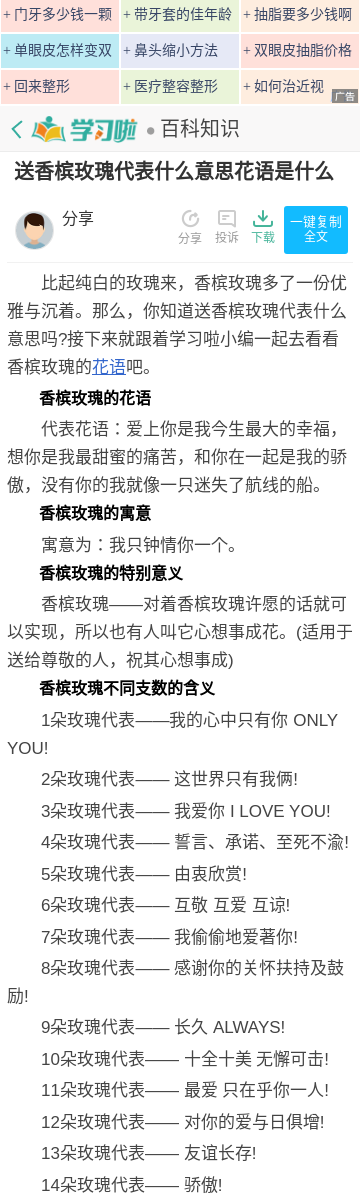 + 门牙多少钱一颗
+ 带牙套的佳年龄
+ 抽脂要多少钱啊
+ 单眼皮怎样变双
+ 鼻头缩小方法
+ 双眼皮抽脂价格
+ 回来整形
+ 医疗整容整形
+ 如何治近视
广告
学习啦
百科知识
送香槟玫瑰代表什么意思花语是什么
分享
分享
投诉
下载
一键复制
全文
比起纯白的玫瑰来，香槟玫瑰多了一份优
雅与沉着。那么，你知道送香槟玫瑰代表什么
意思吗?接下来就跟着学习啦小编一起去看看
香槟玫瑰的花语吧。
香槟玫瑰的花语
代表花语：爱上你是我今生最大的幸福，
想你是我最甜蜜的痛苦，和你在一起是我的骄
傲，没有你的我就像一只迷失了航线的船。
香槟玫瑰的寓意
寓意为：我只钟情你一个。
香槟玫瑰的特别意义
香槟玫瑰——对着香槟玫瑰许愿的话就可
以实现，所以也有人叫它心想事成花。(适用于
送给尊敬的人，祝其心想事成)
香槟玫瑰不同支数的含义
1朵玫瑰代表——我的心中只有你 ONLY
YOU!
2朵玫瑰代表—— 这世界只有我俩!
3朵玫瑰代表—— 我爱你 I LOVE YOU!
4朵玫瑰代表—— 誓言、承诺、至死不渝!
5朵玫瑰代表—— 由衷欣赏!
6朵玫瑰代表—— 互敬 互爱 互谅!
7朵玫瑰代表—— 我偷偷地爱著你!
8朵玫瑰代表—— 感谢你的关怀扶持及鼓
励!
9朵玫瑰代表—— 长久 ALWAYS!
10朵玫瑰代表—— 十全十美 无懈可击!
11朵玫瑰代表—— 最爱 只在乎你一人!
12朵玫瑰代表—— 对你的爱与日俱增!
13朵玫瑰代表—— 友谊长存!
14朵玫瑰代表—— 骄傲!